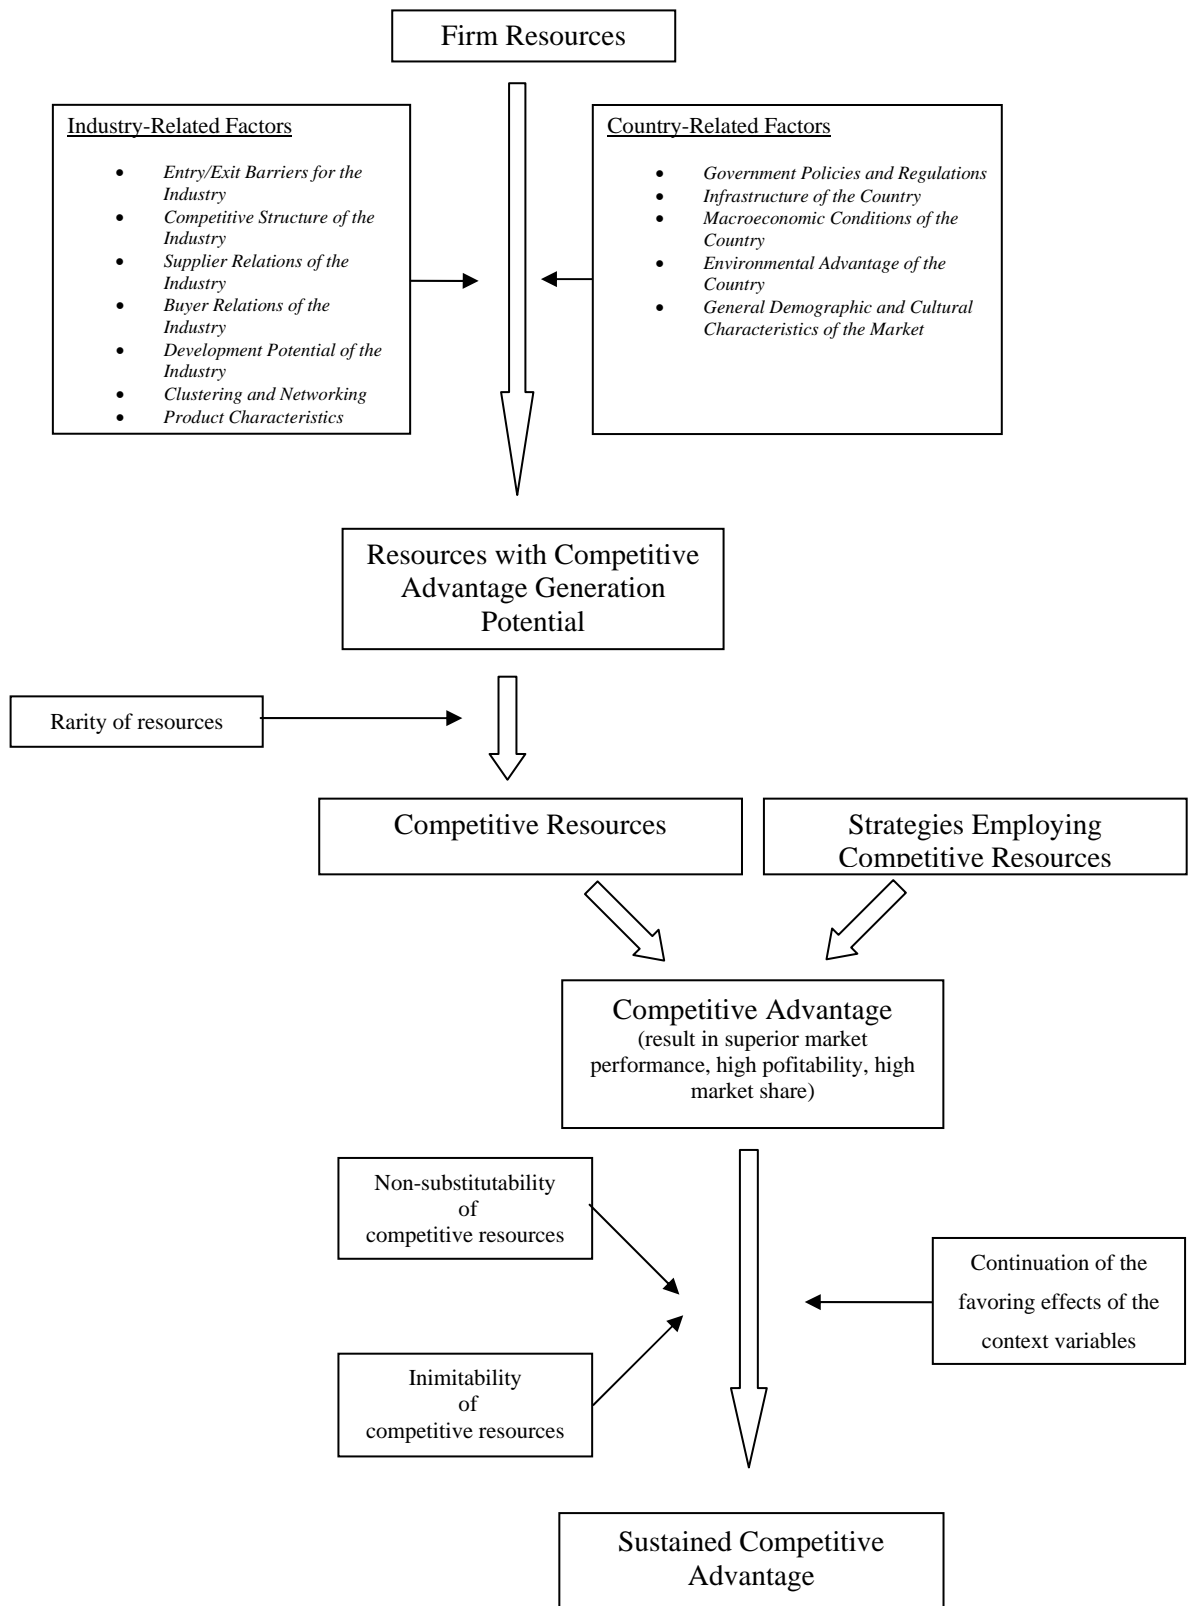 Firm Resources
Industry-Related Factors
• Entry/Exit Barriers for the
Industry
• Competitive Structure of the
Industry
• Supplier Relations of the
Industry
• Buyer Relations of the
Industry
• Development Potential of the
Industry
• Clustering and Networking
• Product Characteristics
Country-Related Factors
• Government Policies and Regulations
• Infrastructure of the Country
• Macroeconomic Conditions of the
Country
• Environmental Advantage of the
Country
• General Demographic and Cultural
Characteristics of the Market
Resources with Competitive
Advantage Generation
Potential
Rarity of resources
Competitive Resources
Strategies Employing
Competitive Resources
Competitive Advantage
(result in superior market
performance, high pofitability, high
market share)
Non-substitutability
of
competitive resources
Continuation of the
favoring effects of the
context variables
Inimitability
of
competitive resources
Sustained Competitive
Advantage